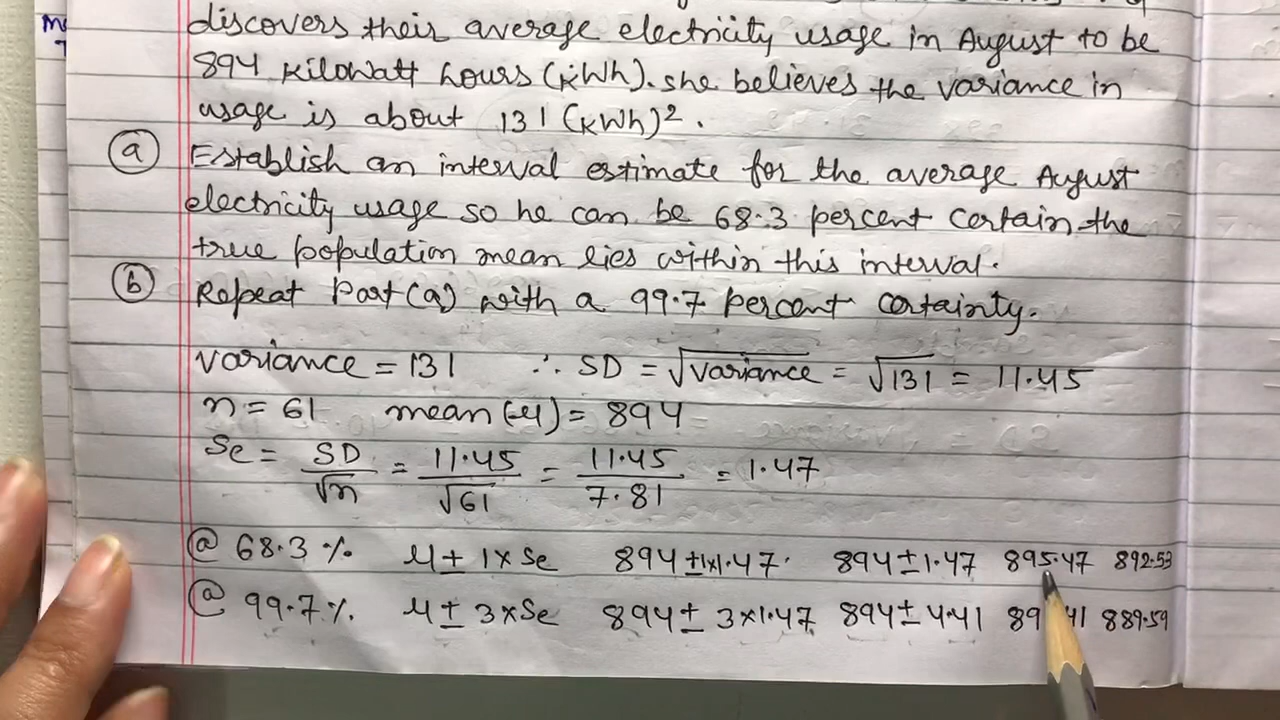 discovers their average electricity usage in August to be
894 Kilowatt hours (kWh). she believes the variance in
usage is about 131 (kWh)².
(a) Establish an interval estimate for the average August
electricity usage so he can be 68.3 percent certain the
true population mean lies within this interval.
(b) Repeat Part (a) with a 99.7 percent certainty.
variance = 131 ∴ SD = √variance = √131 = 11.45
n = 61 mean (μ) = 894
Se = SD/√n = 11.45/√61 = 11.45/7.81 = 1.47
@ 68.3 % μ ± 1 x Se 894 ± 1x1.47 894 ± 1.47 895.47 892.53
@ 99.7 %. μ ± 3 x Se 894 ± 3 x 1.47 894 ± 4.41 889.59